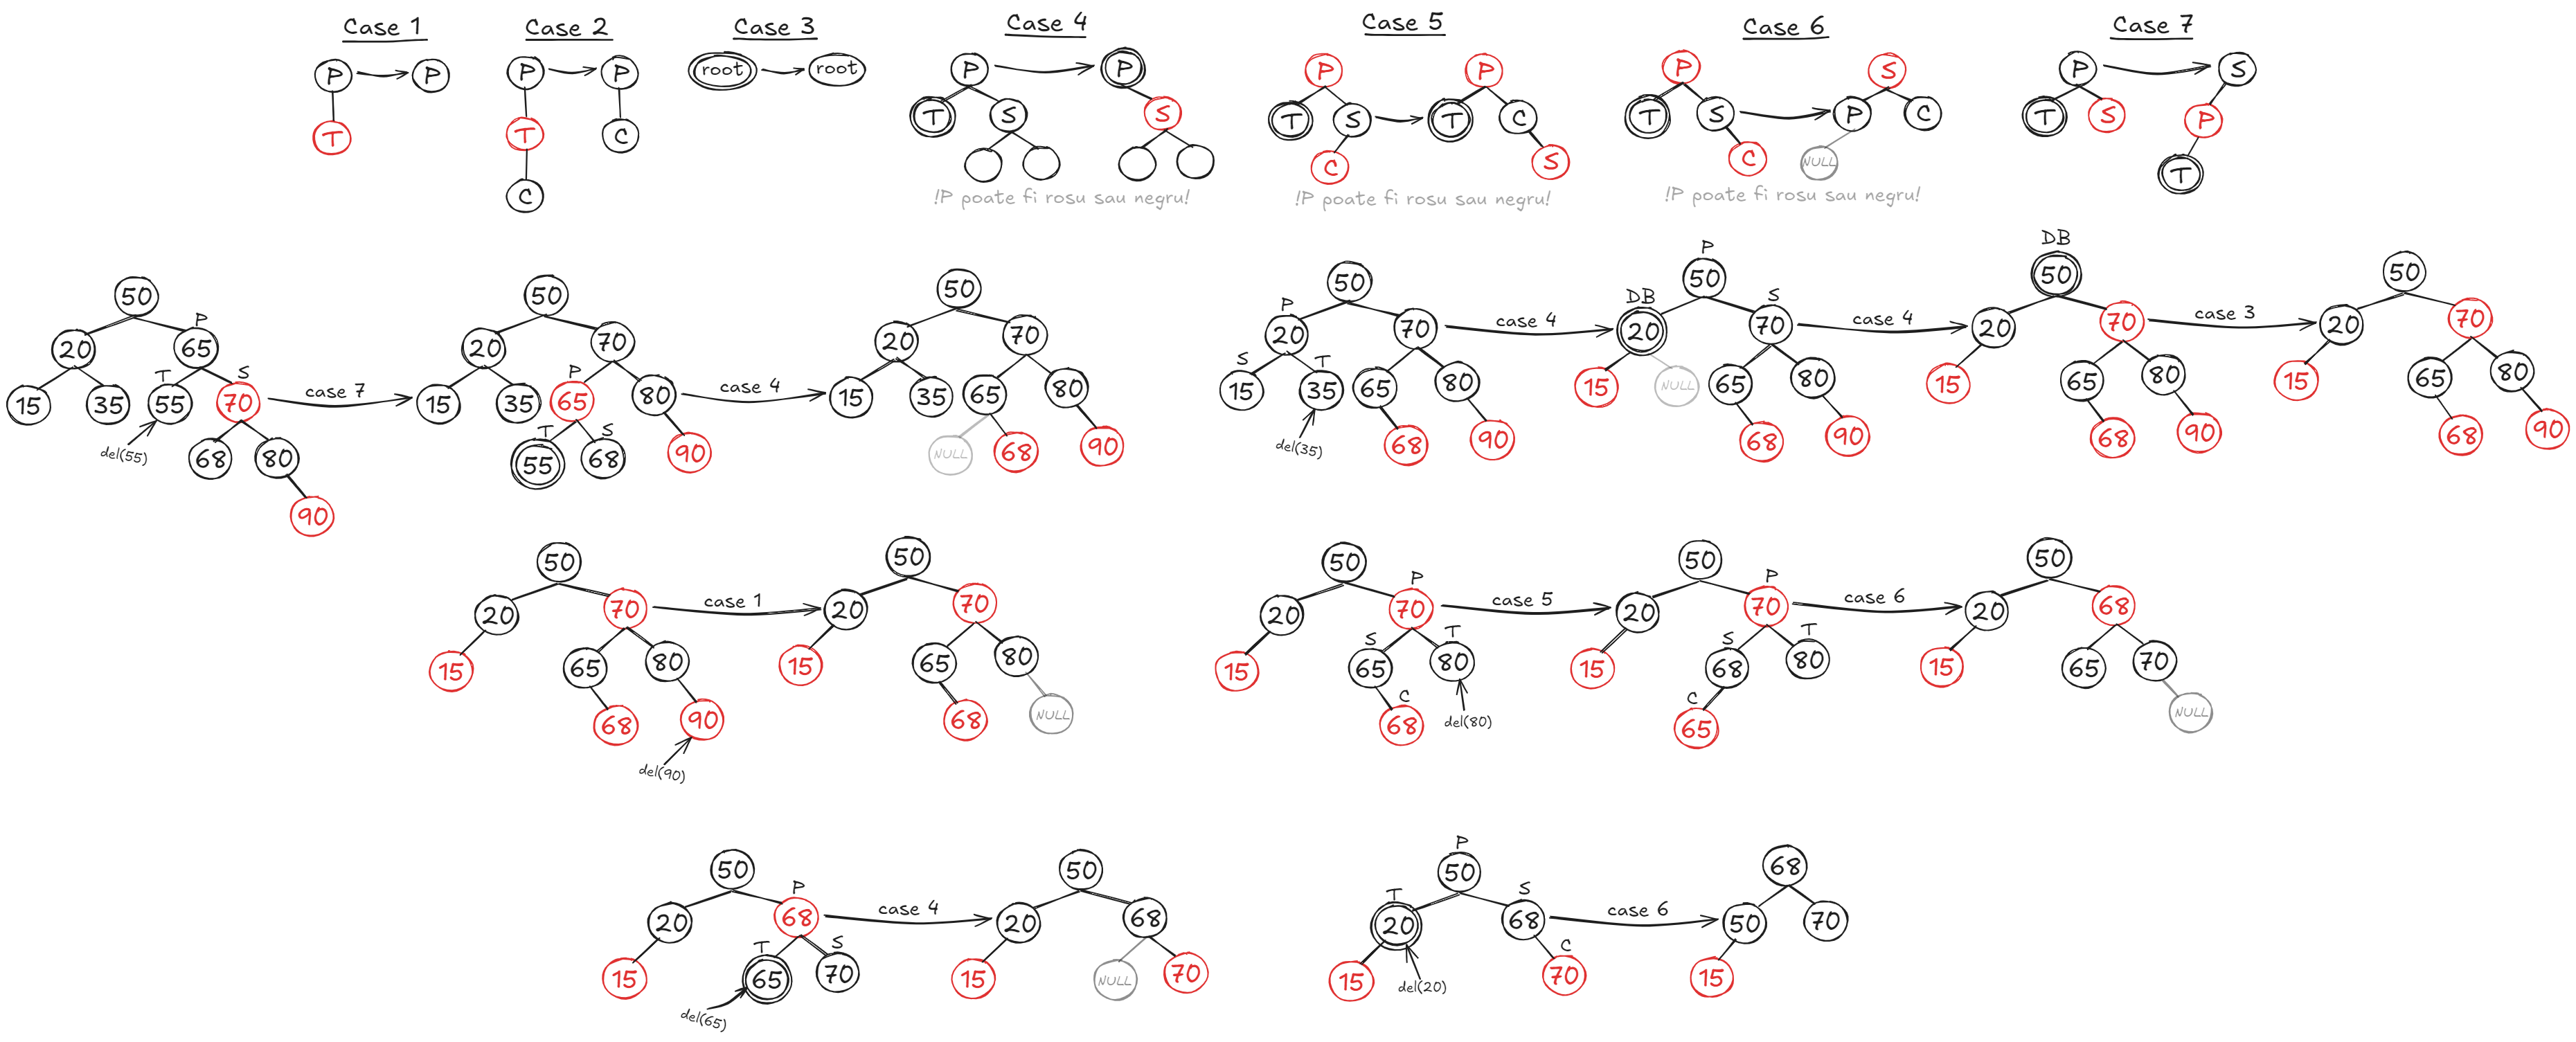 Case 1
Case 2
Case 3
Case 4
Case 5
Case 6
Case 7
P P
T
P P
T C
C
root root
P P
T S S
!P poate fi rosu sau negru!
P P
T S T C
C S
!P poate fi rosu sau negru!
P S
T S P C
C NULL
!P poate fi rosu sau negru!
P S
T S P
T
50
P
20 65
T S
15 35 55 70
del(55)
68 80
90
case 7
50
20 70
P
15 35 65 80
T S
55 68 90
case 4
50
20 70
15 35 65 80
NULL 68 90
50
P
20 70
S T
15 35 65 80
del(35)
68 90
case 4
P
50
DB S
20 70
15 NULL 65 80
68 90
case 4
DB
50
20 70
15 65 80
68 90
case 3
50
20 70
15 65 80
68 90
50
20 70
15 65 80
68 90
del(90)
case 1
50
20 70
15 65 80
68 NULL
50
P
20 70
S T
15 65 80
C
68 del(80)
case 5
50
P
20 70
S T
15 68 80
C
65
case 6
50
20 68
15 65 70
NULL
50
P
20 68
T S
15 65 70
del(65)
case 4
50
20 68
15 NULL 70
P
50
T S
20 68
C
15 70
del(20)
case 6
68
50 70
15